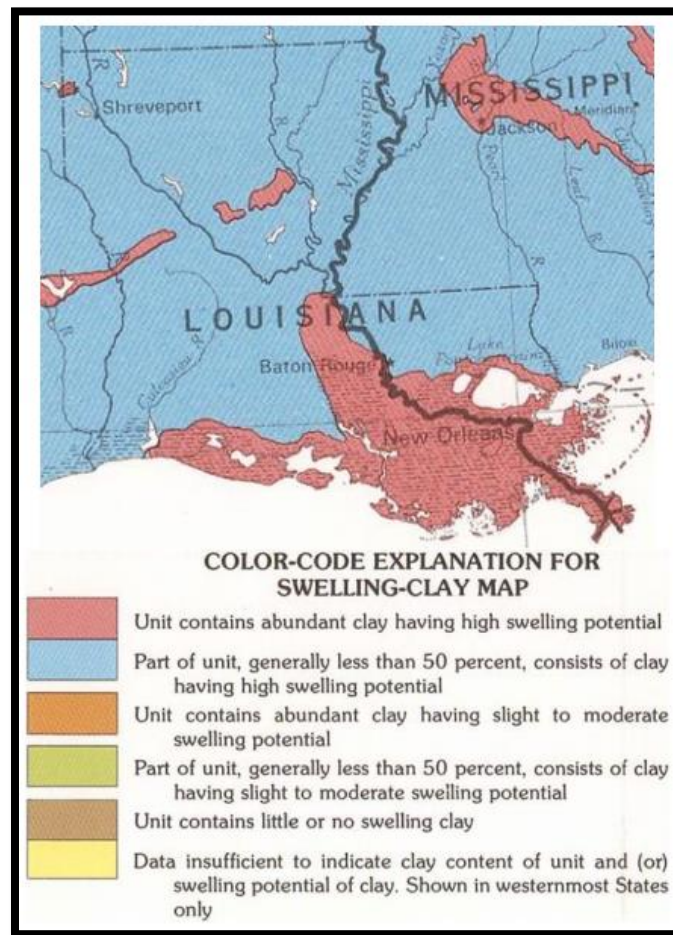 Shreveport
MISSISSIPPI
Meridian
Jackson
Mississippi
Yazoo
Pearl
Leaf
R
R
R
R
R
R
R
LOUISIANA
Baton Rouge
Lake
Biloxi
Calcasieu R
New Orleans
COLOR-CODE EXPLANATION FOR
SWELLING-CLAY MAP
Unit contains abundant clay having high swelling potential
Part of unit, generally less than 50 percent, consists of clay
having high swelling potential
Unit contains abundant clay having slight to moderate
swelling potential
Part of unit, generally less than 50 percent, consists of clay
having slight to moderate swelling potential
Unit contains little or no swelling clay
Data insufficient to indicate clay content of unit and (or)
swelling potential of clay. Shown in westernmost States
only